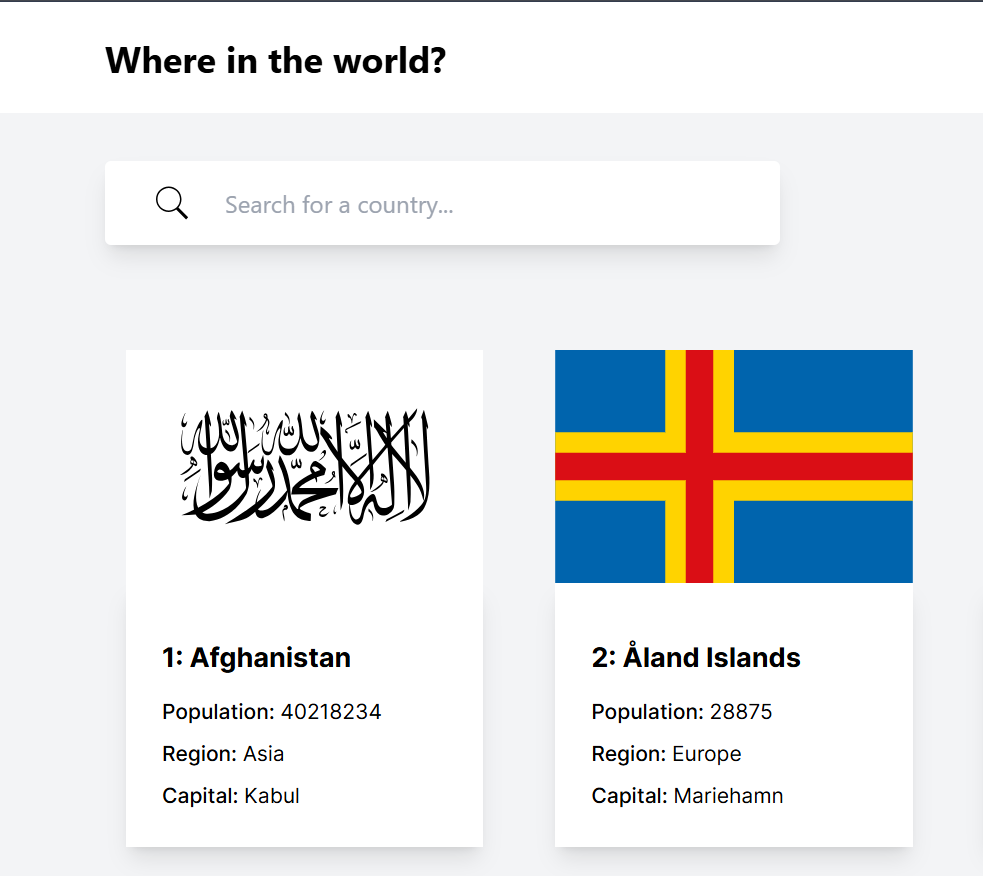 Where in the world?
Search for a country...
لا إله إلا الله محمد رسول الله
1: Afghanistan
Population: 40218234
Region: Asia
Capital: Kabul
2: Åland Islands
Population: 28875
Region: Europe
Capital: Mariehamn